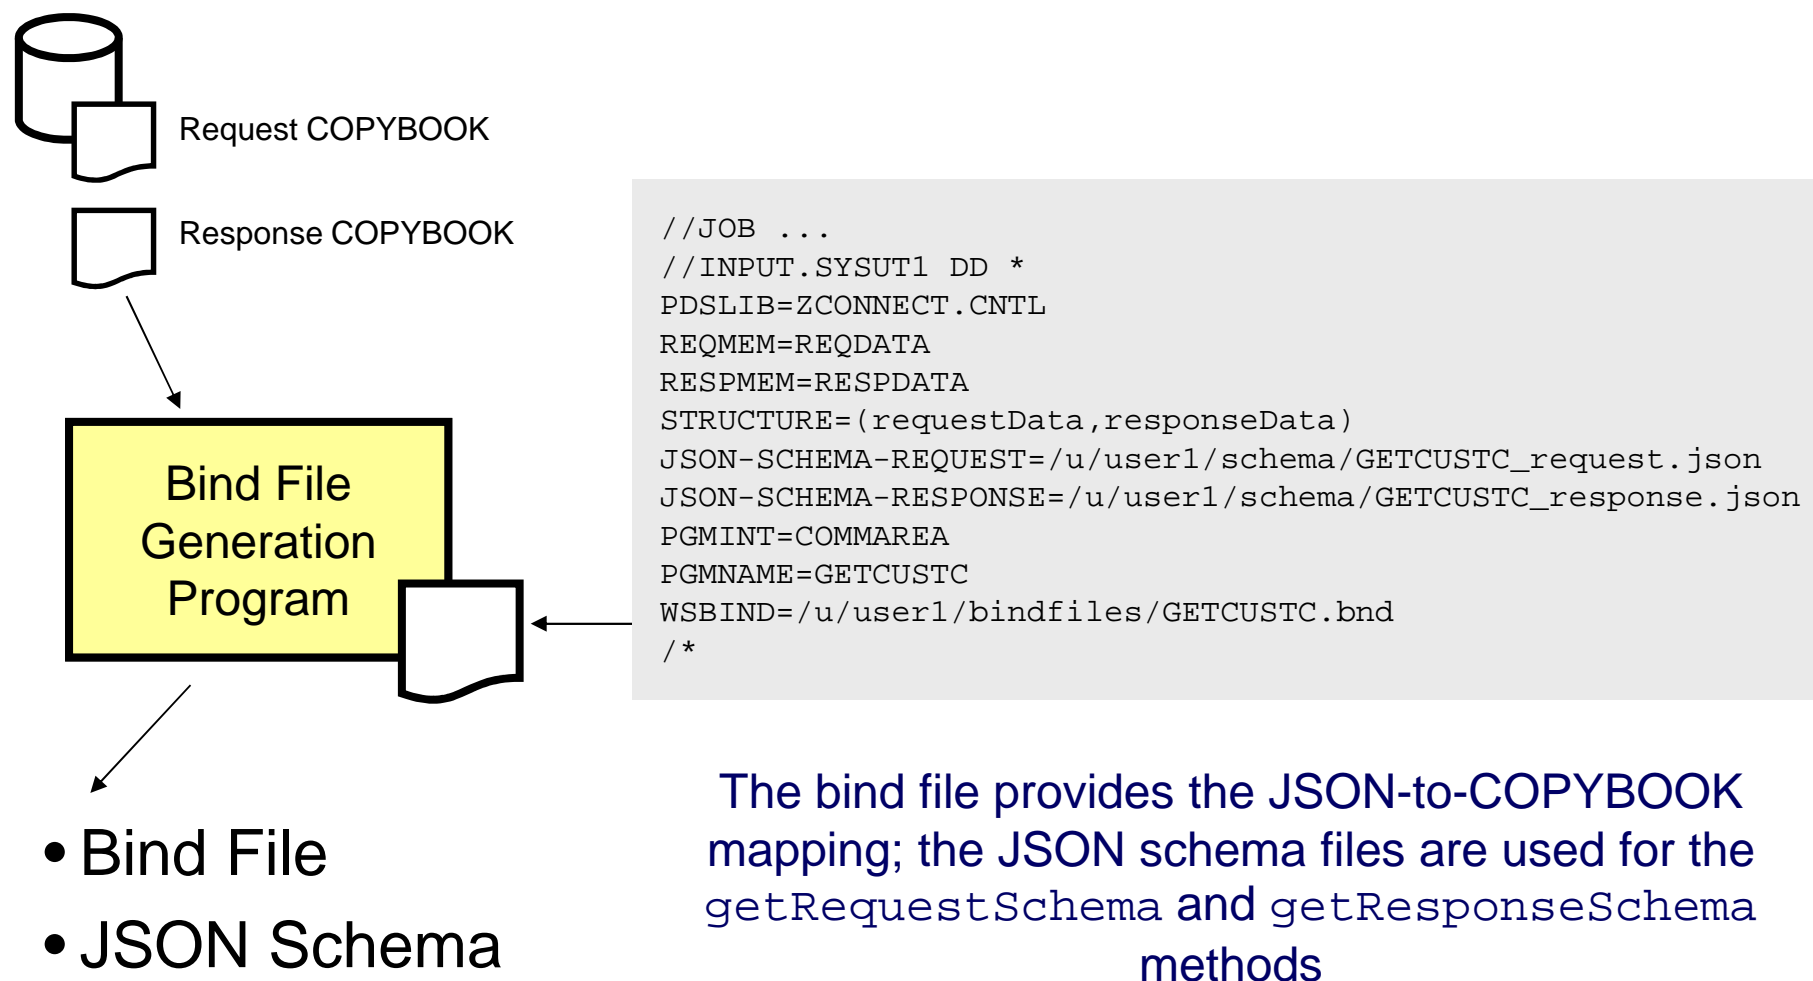 Request COPYBOOK
Response COPYBOOK
//JOB ...
//INPUT.SYSUT1 DD *
PDSLIB=ZCONNECT.CNTL
REQMEM=REQDATA
RESPMEM=RESPDATA
STRUCTURE=(requestData,responseData)
JSON-SCHEMA-REQUEST=/u/user1/schema/GETCUSTC_request.json
JSON-SCHEMA-RESPONSE=/u/user1/schema/GETCUSTC_response.json
PGMINT=COMMAREA
PGMNAME=GETCUSTC
WSBIND=/u/user1/bindfiles/GETCUSTC.bnd
/*
Bind File
Generation
Program
• Bind File
• JSON Schema
The bind file provides the JSON-to-COPYBOOK
mapping; the JSON schema files are used for the
getRequestSchema and getResponseSchema
methods